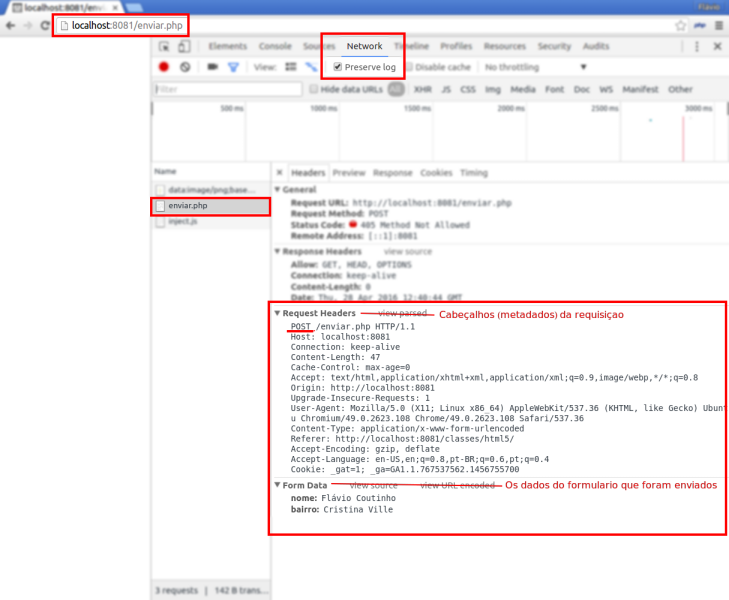 localhost:8081/env
Flávio
localhost:8081/enviar.php
Elements Console Sources Network Timeline Profiles Resources Security Audits
View: Preserve log Disable cache No throttling
Filter Hide data URLs All XHR JS CSS Img Media Font Doc WS Manifest Other
500 ms 1000 ms 1500 ms 2000 ms 2500 ms 3000 ms
Name
data:image/png;base...
enviar.php
inject.js
Headers Preview Response Cookies Timing
General
Request URL: http://localhost:8081/enviar.php
Request Method: POST
Status Code: 405 Method Not Allowed
Remote Address: [::1]:8081
Response Headers view source
Allow: GET, HEAD, OPTIONS
Connection: keep-alive
Content-Length: 0
Date: Thu, 28 Apr 2016 12:40:44 GMT
Request Headers view parsed Cabeçalhos (metadados) da requisiçao
POST /enviar.php HTTP/1.1
Host: localhost:8081
Connection: keep-alive
Content-Length: 47
Cache-Control: max-age=0
Accept: text/html,application/xhtml+xml,application/xml;q=0.9,image/webp,*/*;q=0.8
Origin: http://localhost:8081
Upgrade-Insecure-Requests: 1
User-Agent: Mozilla/5.0 (X11; Linux x86_64) AppleWebKit/537.36 (KHTML, like Gecko) Ubunt
u Chromium/49.0.2623.108 Chrome/49.0.2623.108 Safari/537.36
Content-Type: application/x-www-form-urlencoded
Referer: http://localhost:8081/classes/html5/
Accept-Encoding: gzip, deflate
Accept-Language: en-US,en;q=0.8,pt-BR;q=0.6,pt;q=0.4
Cookie: _gat=1; _ga=GA1.1.767537562.1456755700
Form Data view source view URL encoded Os dados do formulario que foram enviados
nome: Flávio Coutinho
bairro: Cristina Ville
3 requests | 142 B trans...